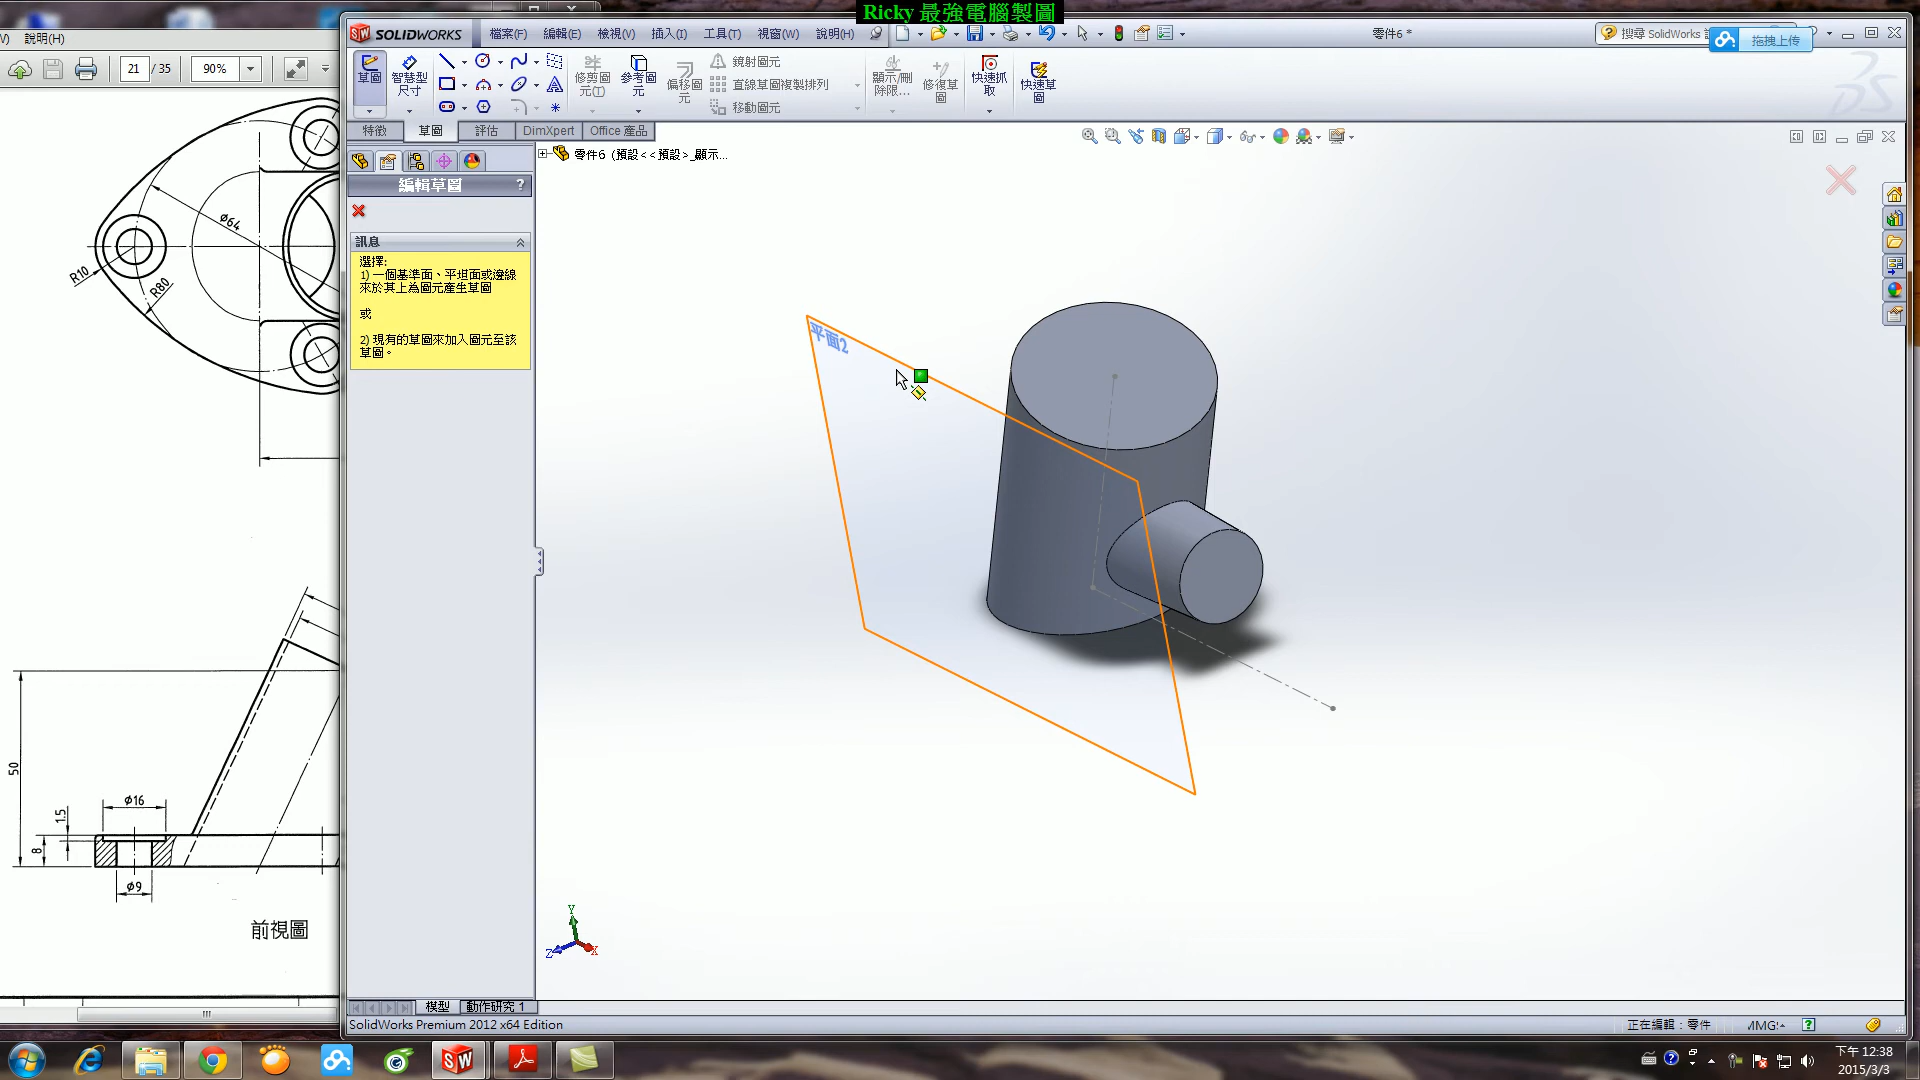 Ricky 最強電腦製圖
V) 說明(H)
21 / 35
90%
SOLIDWORKS
檔案(F) 編輯(E) 檢視(V) 插入(I) 工具(T) 視窗(W) 說明(H)
零件6 *
搜尋 SolidWorks
拖拽上传
草圖
智慧型尺寸
修剪圖元(T)
參考圖元
偏移圖元
鏡射圖元
直線草圖複製排列
移動圖元
顯示/刪除限...
修復草圖
快速抓取
快速草圖
特徵 草圖 評估 DimXpert Office 產品
零件6 (預設<<預設>_顯示...
編輯草圖 ?
訊息
選擇:
1) 一個基準面、平坦面或邊線
來於其上為圖元產生草圖
或
2) 現有的草圖來加入圖元至該
草圖。
平面2
ø64
R10
R80
50
1.5
8
ø16
ø9
前視圖
Y
Z
X
模型 動作研究 1
SolidWorks Premium 2012 x64 Edition
正在編輯：零件
下午 12:38
2015/3/3